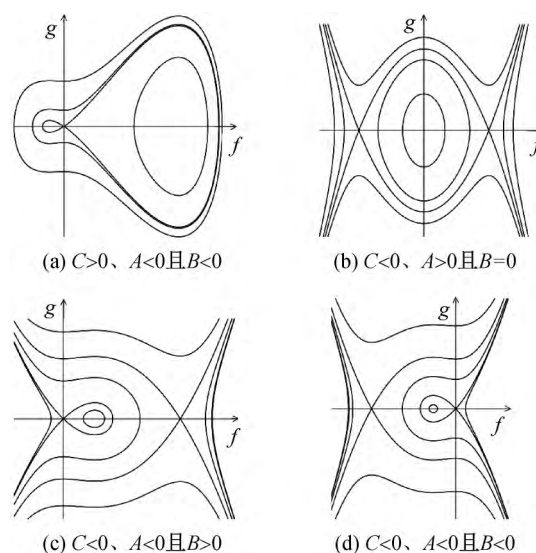 g
f
(a) C>0、A<0且B<0
g
f
(b) C<0、A>0且B=0
g
f
(c) C<0、A<0且B>0
g
f
(d) C<0、A<0且B<0